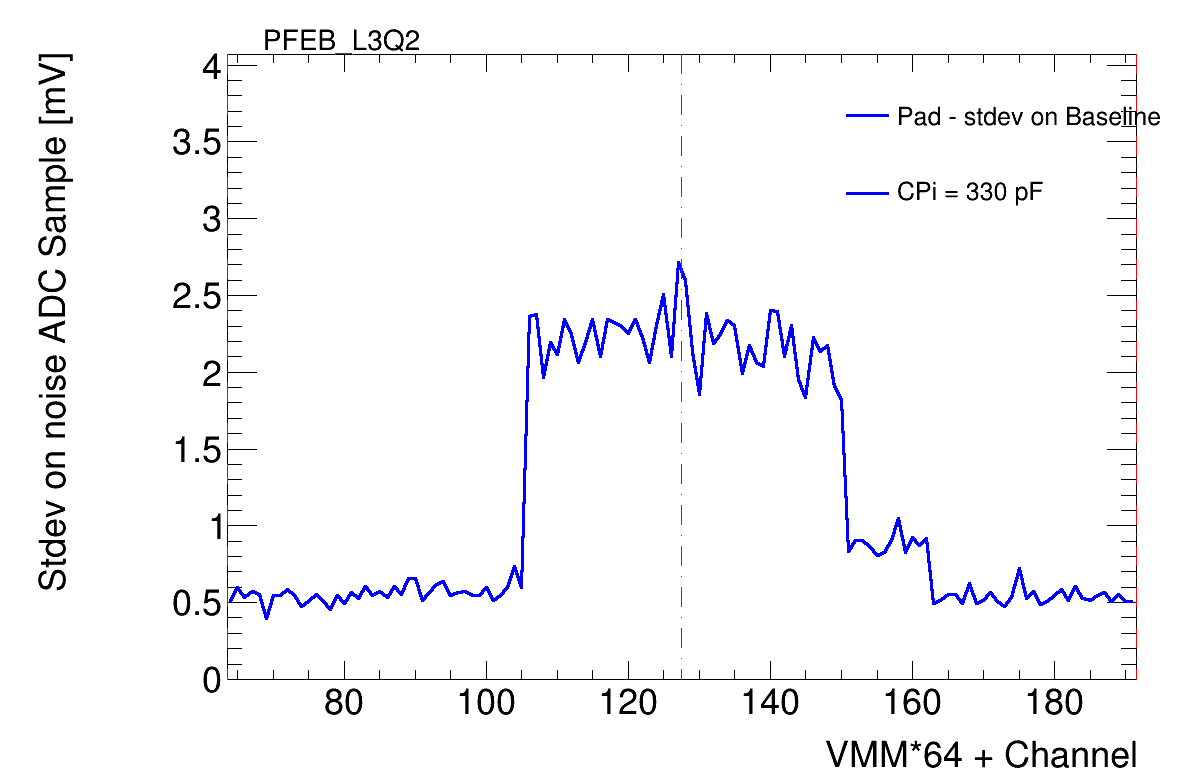 PFEB_L3Q2
Stdev on noise ADC Sample [mV]
4
3.5
3
2.5
2
1.5
1
0.5
0
Pad - stdev on Baseline
CPi = 330 pF
80 100 120 140 160 180
VMM*64 + Channel